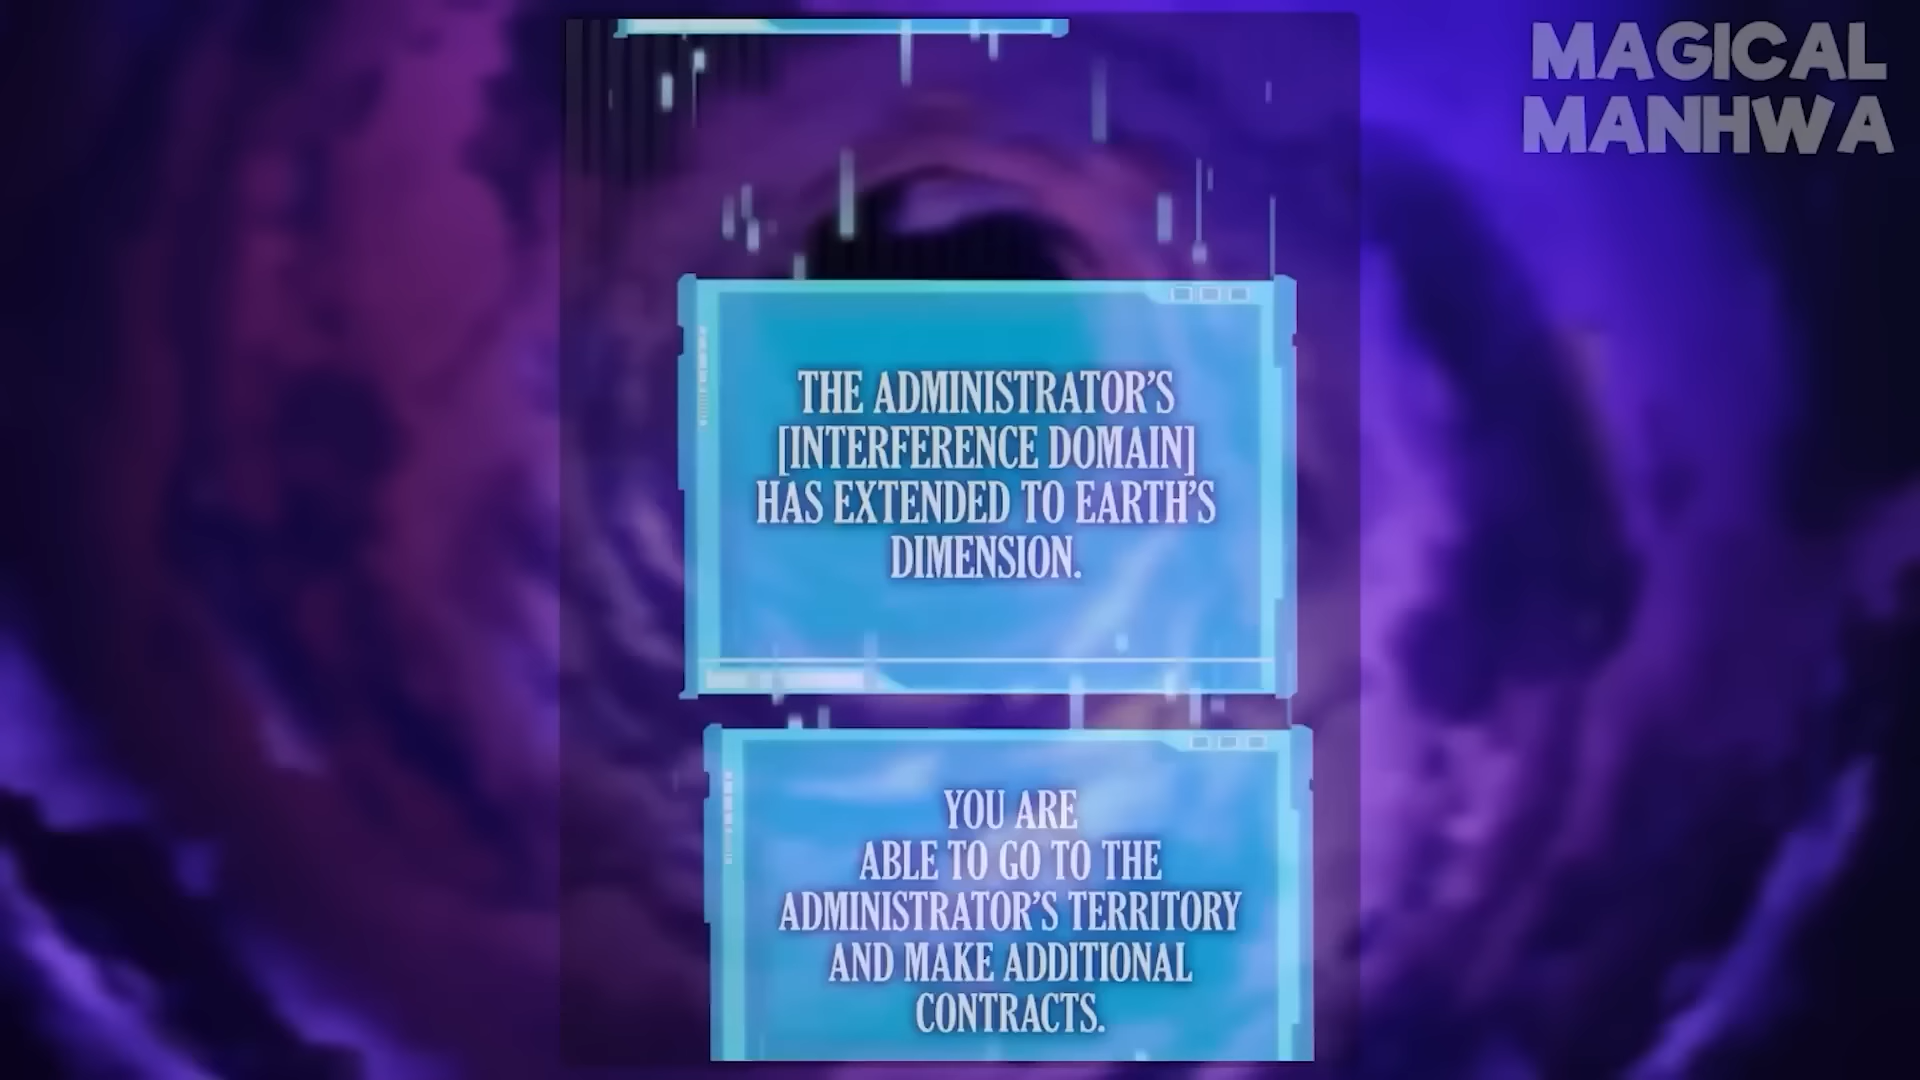 MAGICAL
MANHWA
THE ADMINISTRATOR'S
[INTERFERENCE DOMAIN]
HAS EXTENDED TO EARTH'S
DIMENSION.
YOU ARE
ABLE TO GO TO THE
ADMINISTRATOR'S TERRITORY
AND MAKE ADDITIONAL
CONTRACTS.